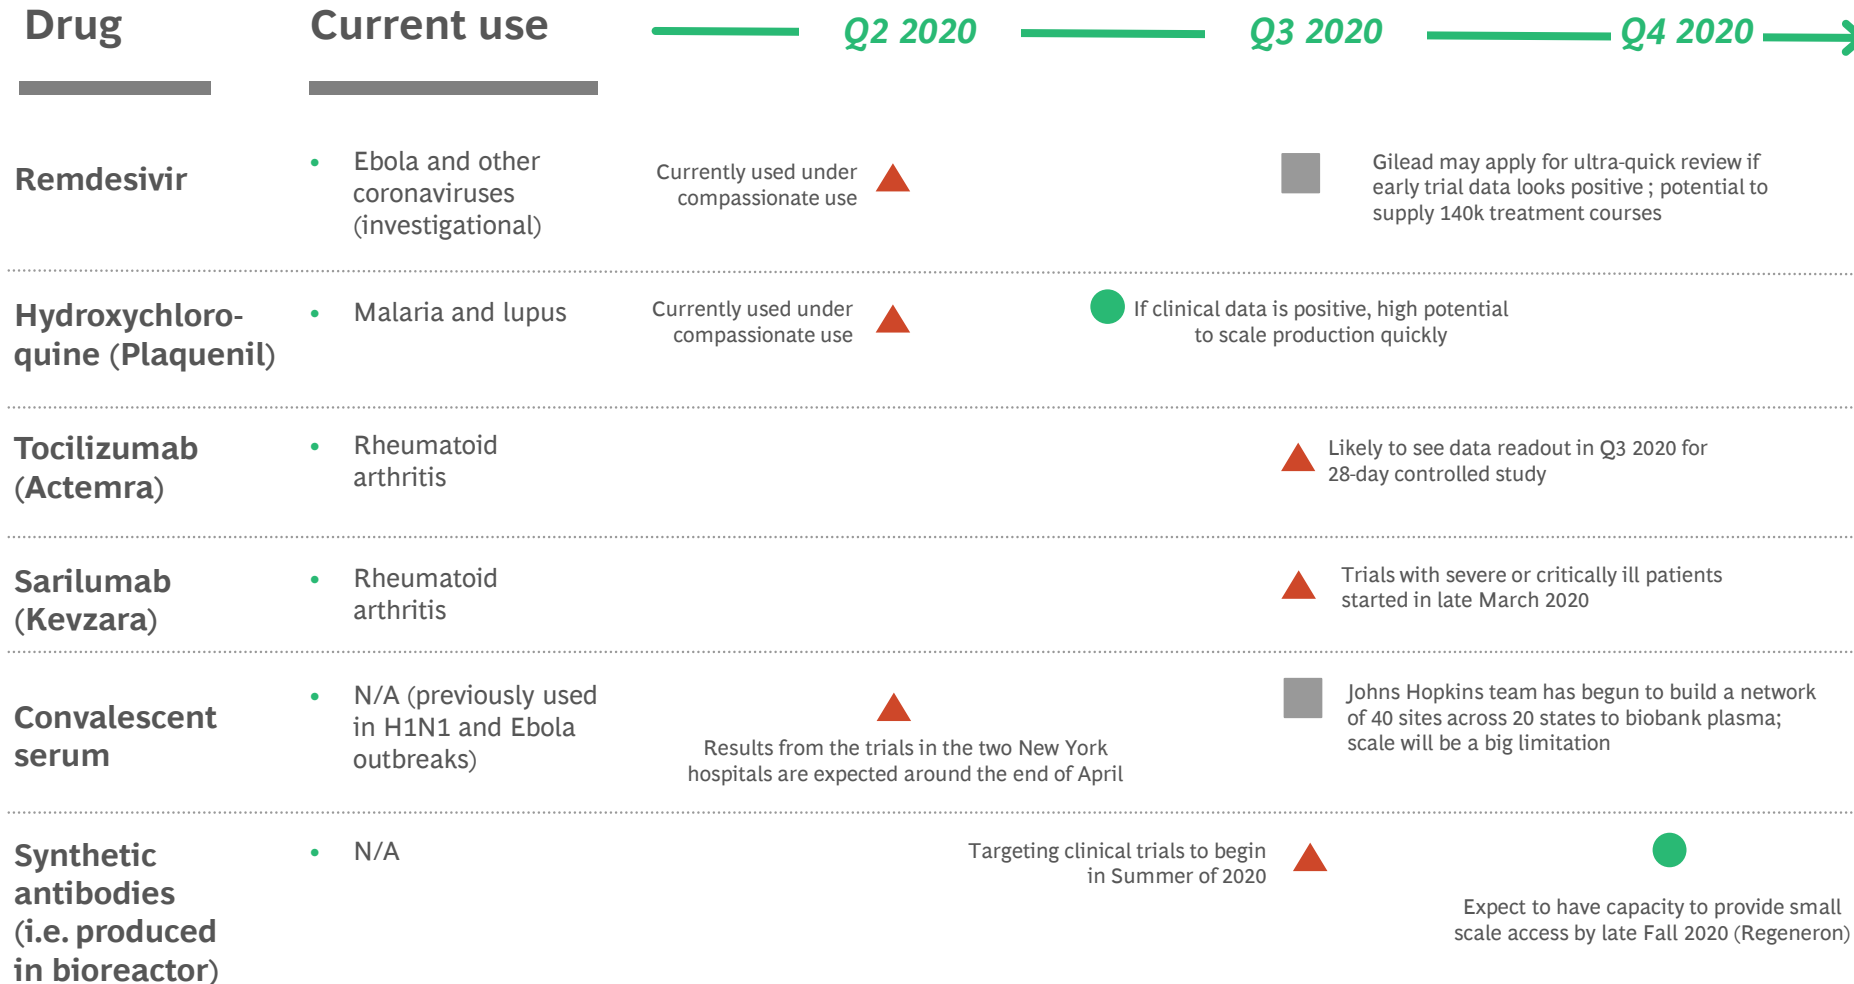 Drug
Current use
Q2 2020
Q3 2020
Q4 2020
Remdesivir
• Ebola and other
coronaviruses
(investigational)
Currently used under
compassionate use
Gilead may apply for ultra-quick review if
early trial data looks positive ; potential to
supply 140k treatment courses
Hydroxychloro-
quine (Plaquenil)
• Malaria and lupus
Currently used under
compassionate use
If clinical data is positive, high potential
to scale production quickly
Tocilizumab
(Actemra)
• Rheumatoid
arthritis
Likely to see data readout in Q3 2020 for
28-day controlled study
Sarilumab
(Kevzara)
• Rheumatoid
arthritis
Trials with severe or critically ill patients
started in late March 2020
Convalescent
serum
• N/A (previously used
in H1N1 and Ebola
outbreaks)
Results from the trials in the two New York
hospitals are expected around the end of April
Johns Hopkins team has begun to build a network
of 40 sites across 20 states to biobank plasma;
scale will be a big limitation
Synthetic
antibodies
(i.e. produced
in bioreactor)
• N/A
Targeting clinical trials to begin
in Summer of 2020
Expect to have capacity to provide small
scale access by late Fall 2020 (Regeneron)